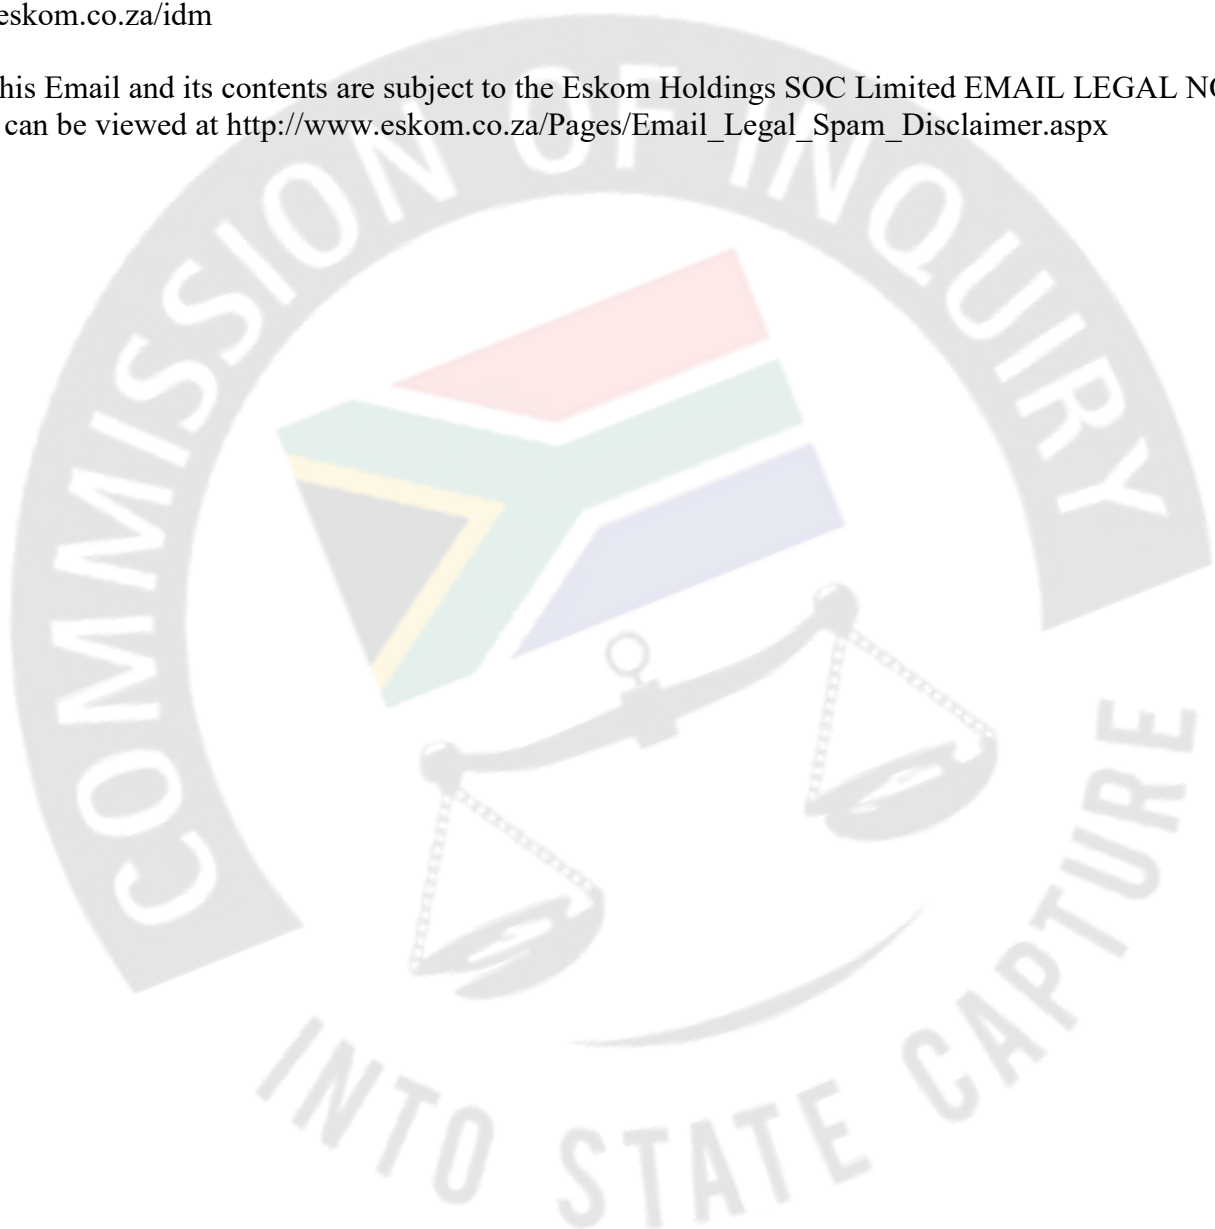 eskom.co.za/idm
his Email and its contents are subject to the Eskom Holdings SOC Limited EMAIL LEGAL NO
can be viewed at http://www.eskom.co.za/Pages/Email_Legal_Spam_Disclaimer.aspx
COMMISSION OF INQUIRY
INTO STATE CAPTURE